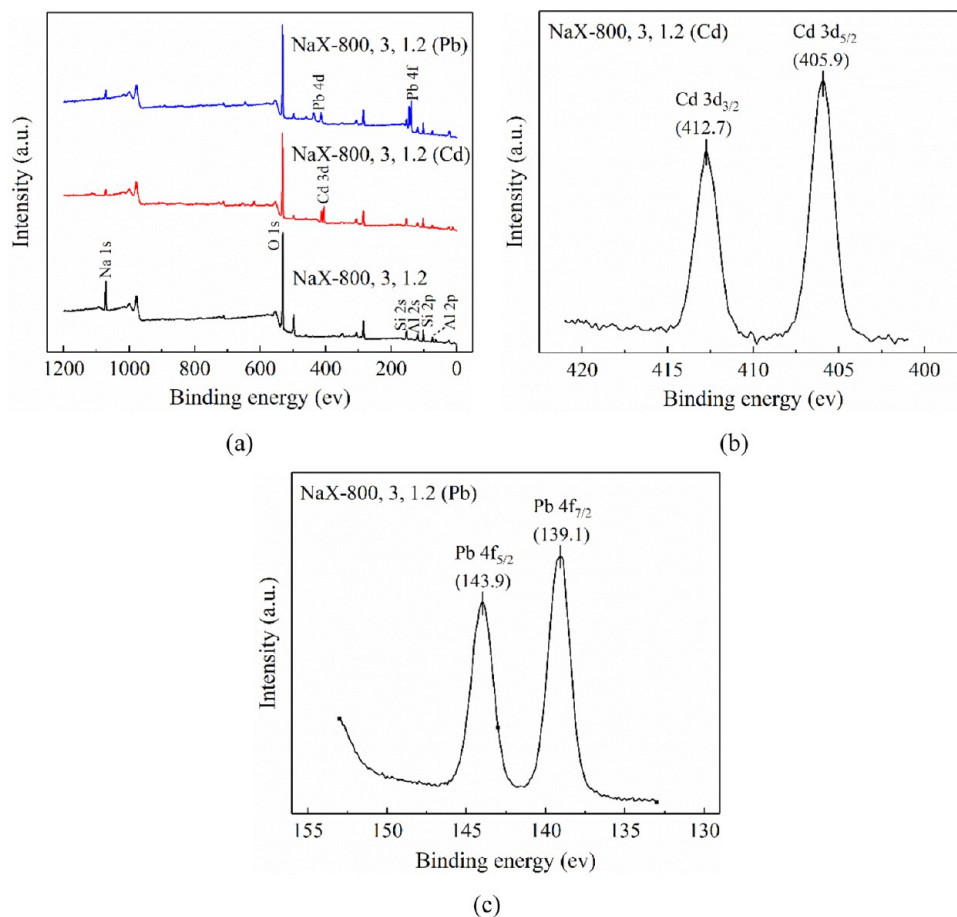 NaX-800, 3, 1.2 (Pb)
Pb 4d
Pb 4f
NaX-800, 3, 1.2 (Cd)
Cd 3d
NaX-800, 3, 1.2
Na 1s
O 1s
Si 2s
Al 2s
Si 2p
Al 2p
Intensity (a.u.)
1200 1000 800 600 400 200 0
Binding energy (ev)
(a)
NaX-800, 3, 1.2 (Cd)
Cd 3d5/2
(405.9)
Cd 3d3/2
(412.7)
Intensity (a.u.)
420 415 410 405 400
Binding energy (ev)
(b)
NaX-800, 3, 1.2 (Pb)
Pb 4f7/2
(139.1)
Pb 4f5/2
(143.9)
Intensity (a.u.)
155 150 145 140 135 130
Binding energy (ev)
(c)